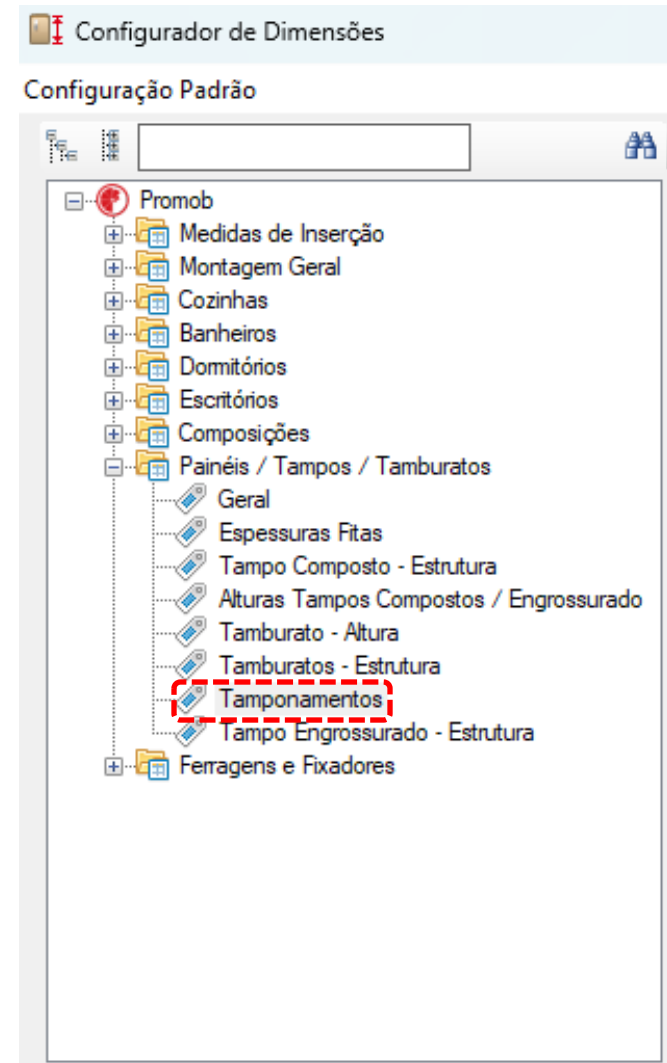 Configurador de Dimensões
Configuração Padrão
Promob
Medidas de Inserção
Montagem Geral
Cozinhas
Banheiros
Dormitórios
Escritórios
Composições
Painéis / Tampos / Tamburatos
Geral
Espessuras Fitas
Tampo Composto - Estrutura
Alturas Tampos Compostos / Engrossurado
Tamburato - Altura
Tamburatos - Estrutura
Tamponamentos
Tampo Engrossurado - Estrutura
Ferragens e Fixadores